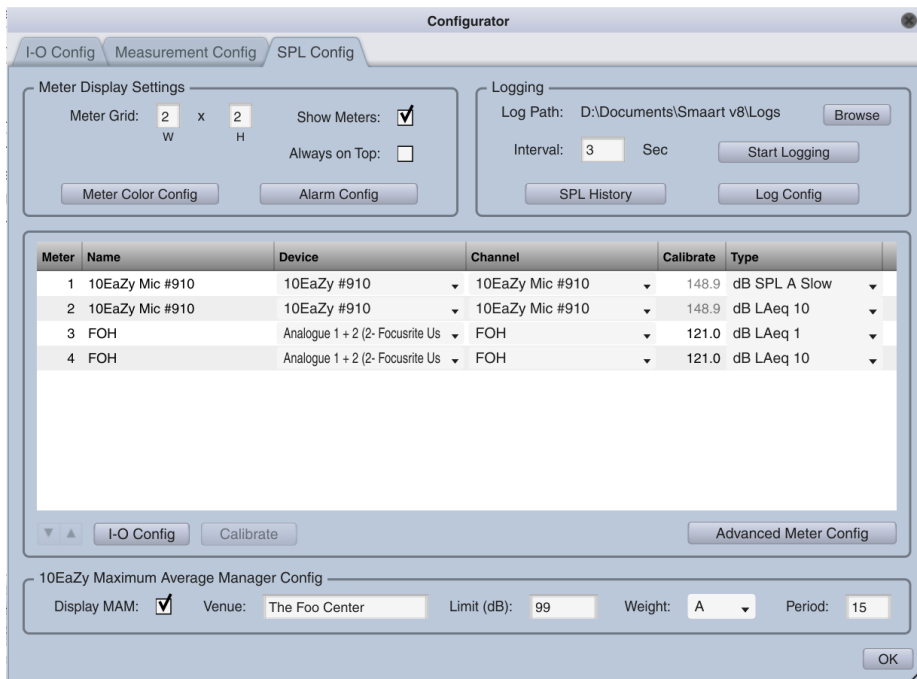 Configurator
I-O Config Measurement Config SPL Config
Meter Display Settings
Meter Grid: 2 x 2 Show Meters:
W H
Always on Top:
Meter Color Config Alarm Config
Logging
Log Path: D:\Documents\Smaart v8\Logs Browse
Interval: 3 Sec Start Logging
SPL History Log Config
Meter Name Device Channel Calibrate Type
1 10EaZy Mic #910 10EaZy #910 10EaZy Mic #910 148.9 dB SPL A Slow
2 10EaZy Mic #910 10EaZy #910 10EaZy Mic #910 148.9 dB LAeq 10
3 FOH Analogue 1 + 2 (2- Focusrite Us FOH 121.0 dB LAeq 1
4 FOH Analogue 1 + 2 (2- Focusrite Us FOH 121.0 dB LAeq 10
I-O Config Calibrate Advanced Meter Config
10EaZy Maximum Average Manager Config
Display MAM: Venue: The Foo Center Limit (dB): 99 Weight: A Period: 15
OK